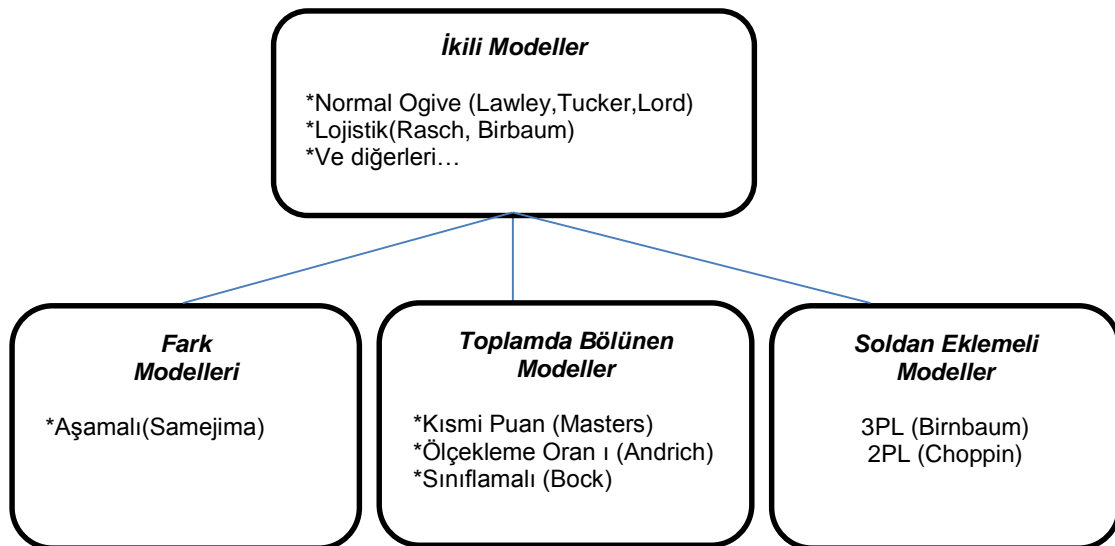 İkili Modeller
*Normal Ogive (Lawley,Tucker,Lord)
*Lojistik(Rasch, Birbaum)
*Ve diğerleri…
Fark
Modelleri
*Aşamalı(Samejima)
Toplamda Bölünen
Modeller
*Kısmi Puan (Masters)
*Ölçekleme Oran ı (Andrich)
*Sınıflamalı (Bock)
Soldan Eklemeli
Modeller
3PL (Birnbaum)
2PL (Choppin)